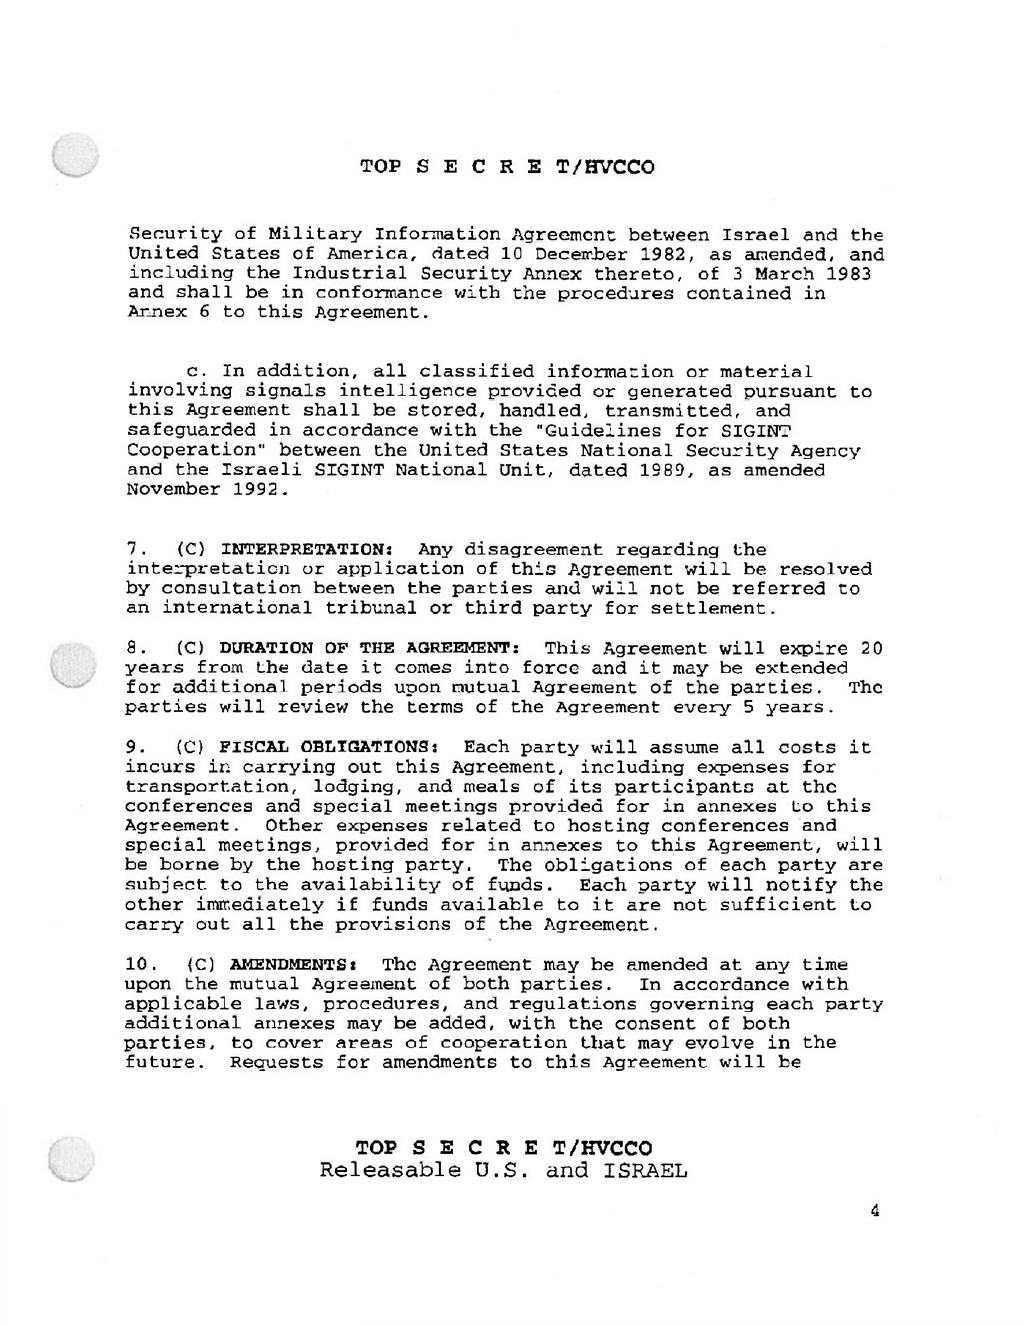 TOP S E C R E T/HVCCO
Security of Military Information Agreement between Israel and the
United States of America, dated 10 December 1982, as amended, and
including the Industrial Security Annex thereto, of 3 March 1983
and shall be in conformance with the procedures contained in
Annex 6 to this Agreement.
c. In addition, all classified information or material
involving signals intelligence provided or generated pursuant to
this Agreement shall be stored, handled, transmitted, and
safeguarded in accordance with the "Guidelines for SIGINT
Cooperation" between the United States National Security Agency
and the Israeli SIGINT National Unit, dated 1989, as amended
November 1992.
7. (C) INTERPRETATION: Any disagreement regarding the
interpretation or application of this Agreement will be resolved
by consultation between the parties and will not be referred to
an international tribunal or third party for settlement.
8. (C) DURATION OF THE AGREEMENT: This Agreement will expire 20
years from the date it comes into force and it may be extended
for additional periods upon mutual Agreement of the parties. The
parties will review the terms of the Agreement every 5 years.
9. (C) FISCAL OBLIGATIONS: Each party will assume all costs it
incurs in carrying out this Agreement, including expenses for
transportation, lodging, and meals of its participants at the
conferences and special meetings provided for in annexes to this
Agreement. Other expenses related to hosting conferences and
special meetings, provided for in annexes to this Agreement, will
be borne by the hosting party. The obligations of each party are
subject to the availability of funds. Each party will notify the
other immediately if funds available to it are not sufficient to
carry out all the provisions of the Agreement.
10. (C) AMENDMENTS: The Agreement may be amended at any time
upon the mutual Agreement of both parties. In accordance with
applicable laws, procedures, and regulations governing each party
additional annexes may be added, with the consent of both
parties, to cover areas of cooperation that may evolve in the
future. Requests for amendments to this Agreement will be
TOP S E C R E T/HVCCO
Releasable U.S. and ISRAEL
4